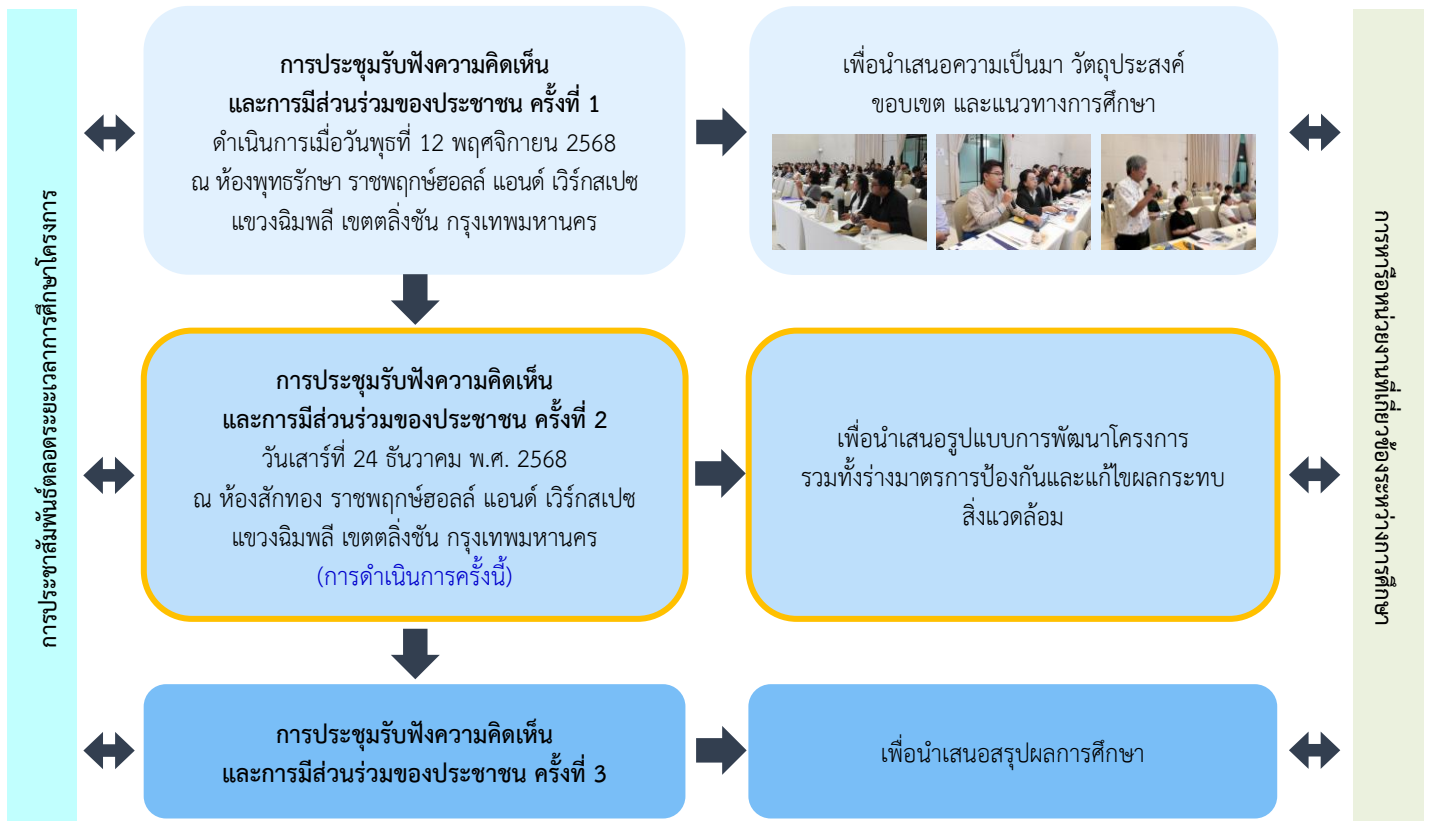 การประชาสัมพันธ์ตลอดระยะเวลาการศึกษาโครงการ
การประชุมรับฟังความคิดเห็น
และการมีส่วนร่วมของประชาชน ครั้งที่ 1
ดำเนินการเมื่อวันพุธที่ 12 พฤศจิกายน 2568
ณ ห้องพุทธรักษา ราชพฤกษ์ฮอลล์ แอนด์ เวิร์กสเปซ
แขวงฉิมพลี เขตตลิ่งชัน กรุงเทพมหานคร
เพื่อนำเสนอความเป็นมา วัตถุประสงค์
ขอบเขต และแนวทางการศึกษา
การประชุมรับฟังความคิดเห็น
และการมีส่วนร่วมของประชาชน ครั้งที่ 2
วันเสาร์ที่ 24 ธันวาคม พ.ศ. 2568
ณ ห้องสักทอง ราชพฤกษ์ฮอลล์ แอนด์ เวิร์กสเปซ
แขวงฉิมพลี เขตตลิ่งชัน กรุงเทพมหานคร
(การดำเนินการครั้งนี้)
เพื่อนำเสนอรูปแบบการพัฒนาโครงการ
รวมทั้งร่างมาตรการป้องกันและแก้ไขผลกระทบ
สิ่งแวดล้อม
การประชุมรับฟังความคิดเห็น
และการมีส่วนร่วมของประชาชน ครั้งที่ 3
เพื่อนำเสนอสรุปผลการศึกษา
การหารือหน่วยงานที่เกี่ยวข้องระหว่างการศึกษา